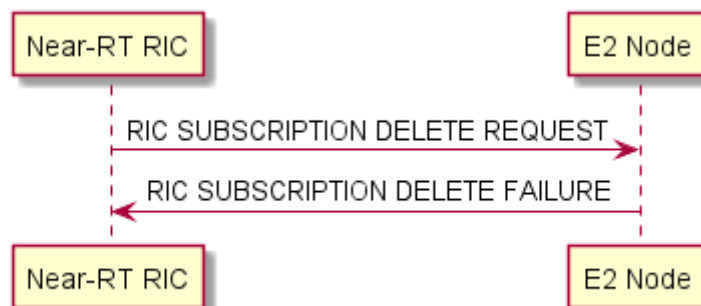 Near-RT RIC
E2 Node
RIC SUBSCRIPTION DELETE REQUEST
RIC SUBSCRIPTION DELETE FAILURE
Near-RT RIC
E2 Node